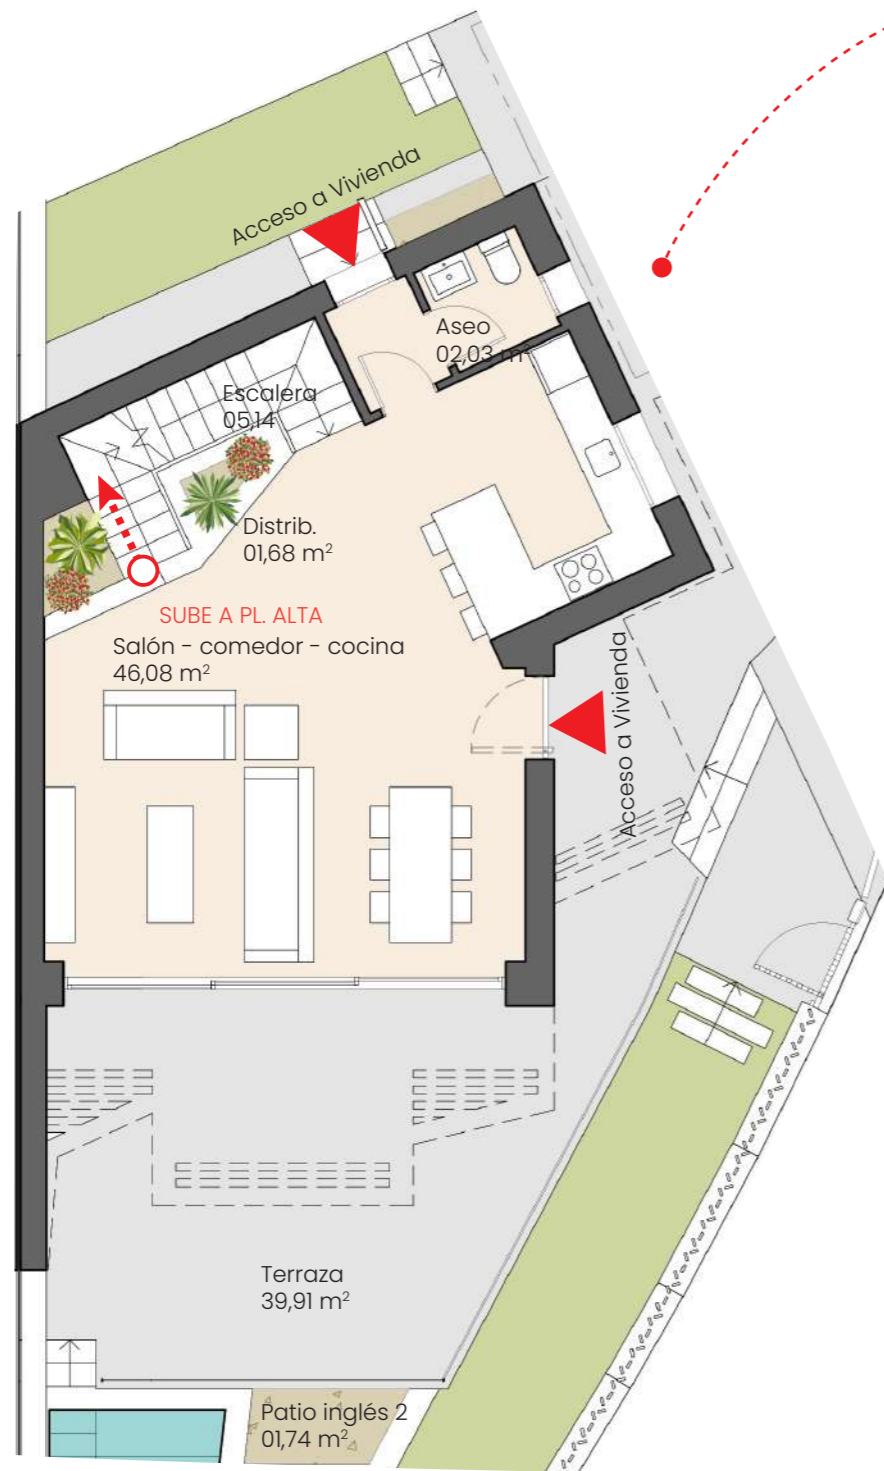 Acceso a Vivienda
Aseo
02,03 m²
Escalera
05,14
Distrib.
01,68 m²
SUBE A PL. ALTA
Salón - comedor - cocina
46,08 m²
Acceso a Vivienda
Terraza
39,91 m²
Patio inglés 2
01,74 m²